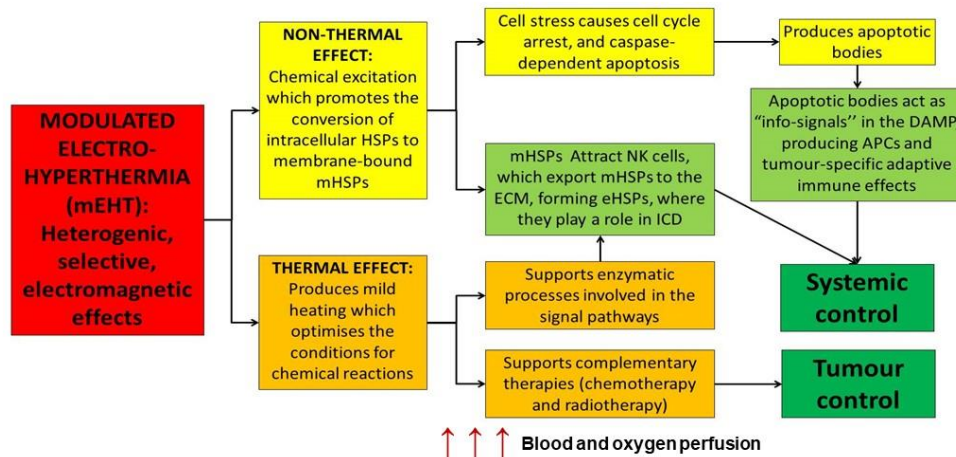 MODULATED
ELECTRO-
HYPERTHERMIA
(mEHT):
Heterogenic,
selective,
electromagnetic
effects
NON-THERMAL
EFFECT:
Chemical excitation
which promotes the
conversion of
intracellular HSPs to
membrane-bound
mHSPs
THERMAL EFFECT:
Produces mild
heating which
optimises the
conditions for
chemical reactions
Cell stress causes cell cycle
arrest, and caspase-
dependent apoptosis
mHSPs Attract NK cells,
which export mHSPs to the
ECM, forming eHSPs, where
they play a role in ICD
Supports enzymatic
processes involved in the
signal pathways
Supports complementary
therapies (chemotherapy
and radiotherapy)
Produces apoptotic
bodies
Apoptotic bodies act as
“info-signals’’ in the DAMP
producing APCs and
tumour-specific adaptive
immune effects
Systemic
control
Tumour
control
↑ ↑ ↑ Blood and oxygen perfusion